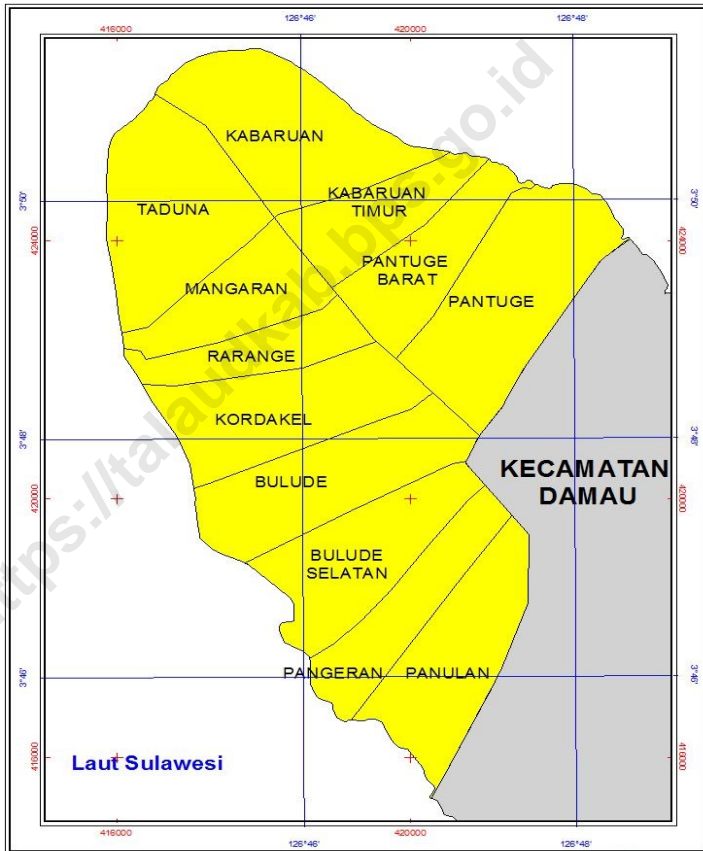 126°46'
126°48'
416000
420000
KABARUAN
KABARUAN
TIMUR
3°50'
3°50'
TADUNA
424000
424000
PANTUGE
BARAT
MANGARAN
PANTUGE
RARANGE
KORDAKEL
3°48'
3°48'
KECAMATAN
DAMAU
BULUDE
420000
420000
BULUDE
SELATAN
PANGERAN
PANULAN
3°46'
3°46'
Laut Sulawesi
416000
416000
416000
420000
126°46'
126°48'
https://talaudkab.bps.go.id